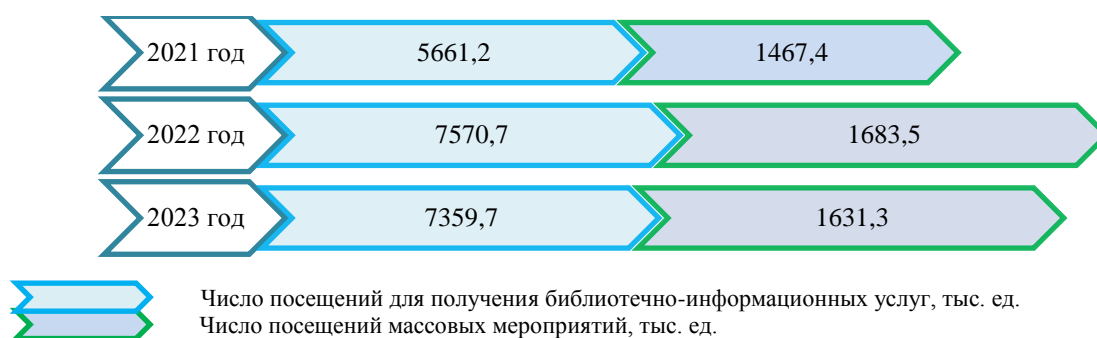 2021 год 5661,2 1467,4
2022 год 7570,7 1683,5
2023 год 7359,7 1631,3
Число посещений для получения библиотечно-информационных услуг, тыс. ед.
Число посещений массовых мероприятий, тыс. ед.